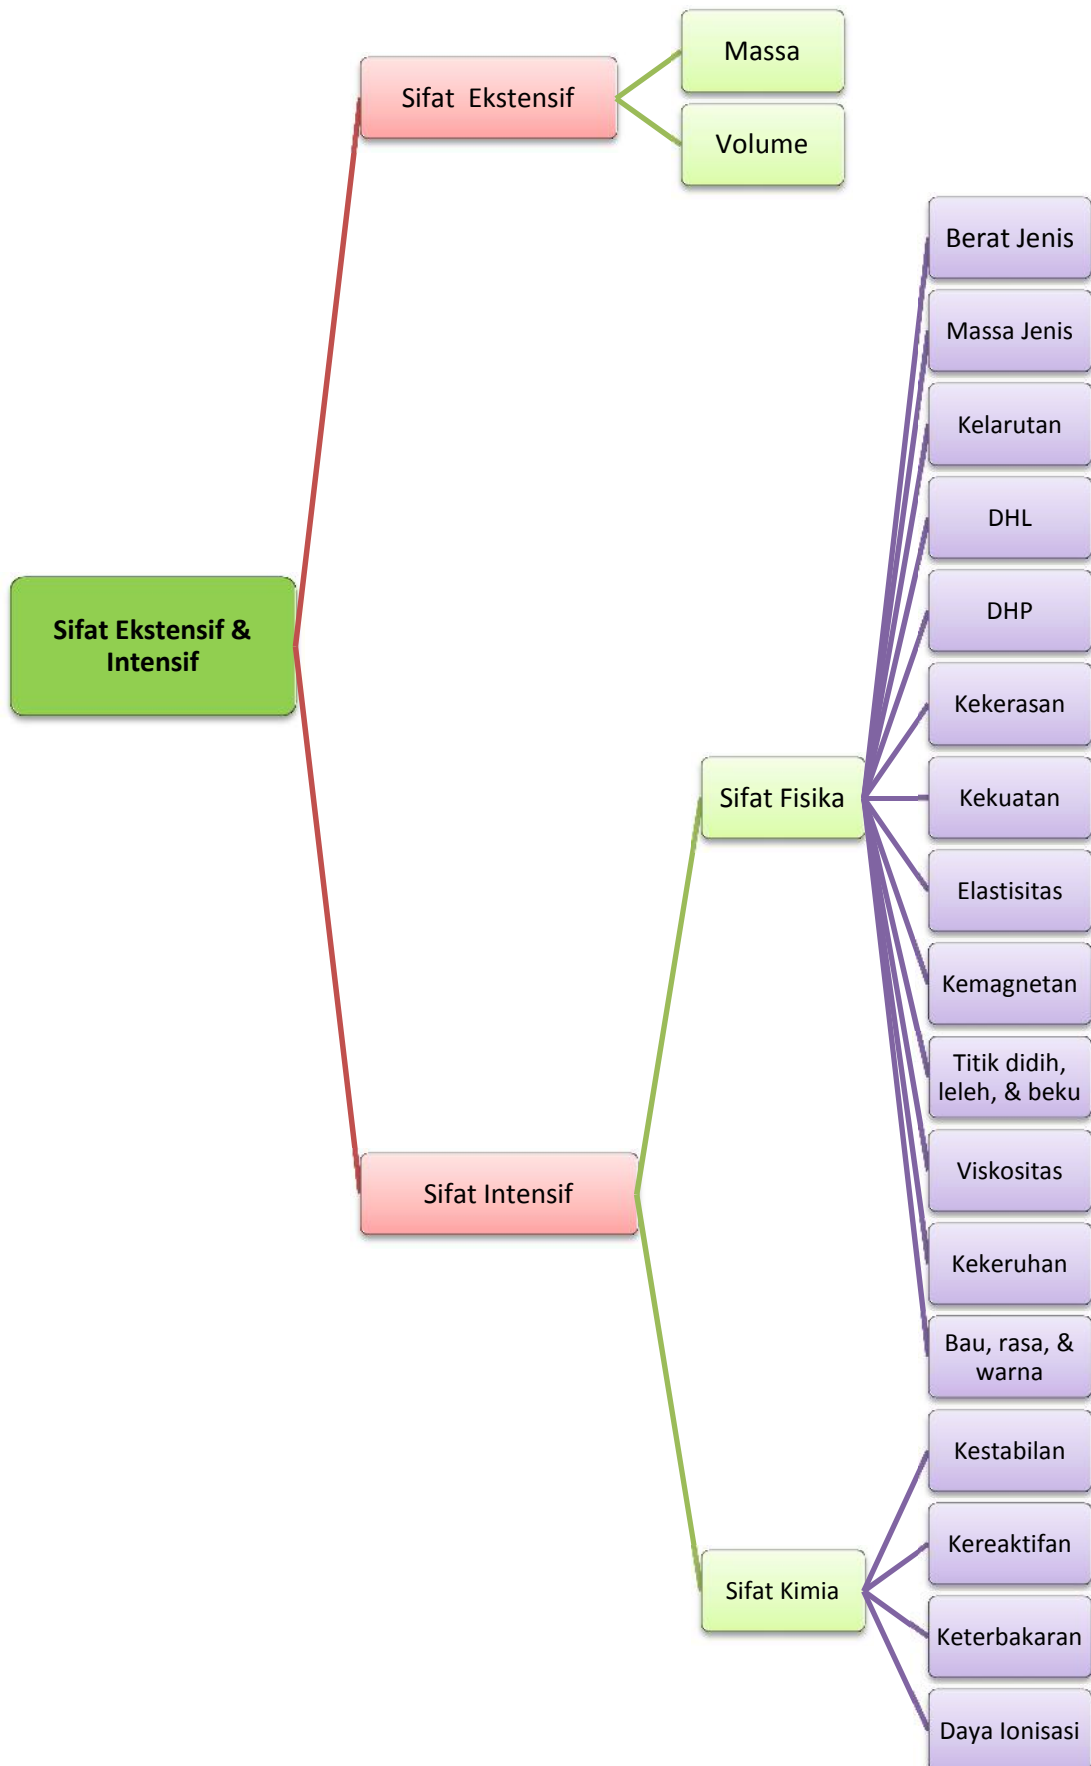 Massa
Sifat  Ekstensif
Volume
Berat Jenis
Massa Jenis
Kelarutan
DHL
DHP
Sifat Ekstensif &
Intensif
Kekerasan
Sifat Fisika
Kekuatan
Elastisitas
Kemagnetan
Titik didih,
leleh, & beku
Viskositas
Sifat Intensif
Kekeruhan
Bau, rasa, &
warna
Kestabilan
Kereaktifan
Sifat Kimia
Keterbakaran
Daya Ionisasi